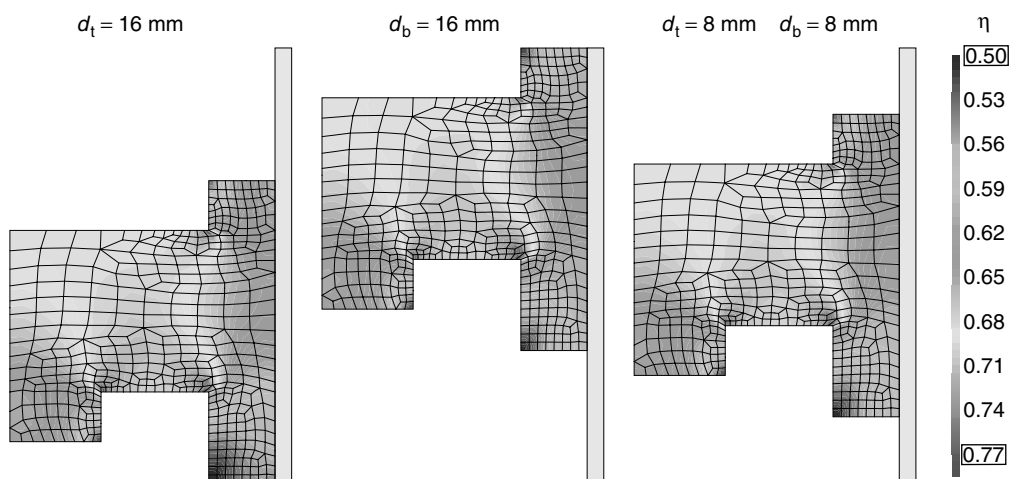 dt = 16 mm
db = 16 mm
dt = 8 mm db = 8 mm
η
0.50
0.53
0.56
0.59
0.62
0.65
0.68
0.71
0.74
0.77